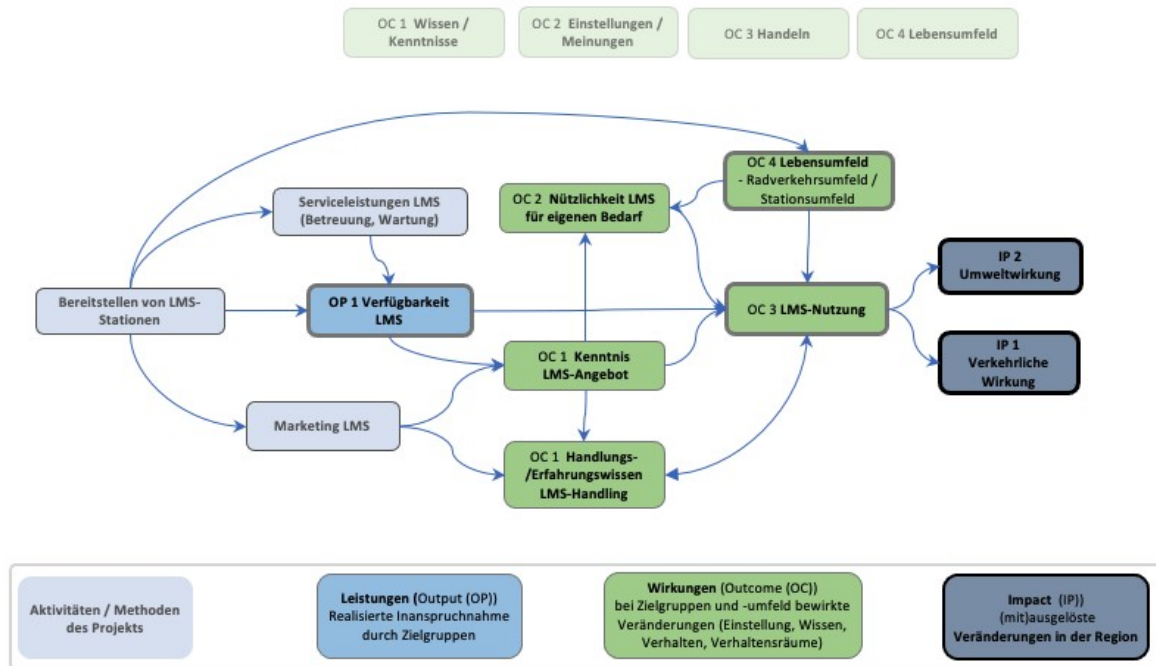 OC 1 Wissen /
Kenntnisse
OC 2 Einstellungen /
Meinungen
OC 3 Handeln
OC 4 Lebensumfeld
OC 4 Lebensumfeld
- Radverkehrsumfeld /
Stationsumfeld
Serviceleistungen LMS
(Betreuung, Wartung)
OC 2 Nützlichkeit LMS
für eigenen Bedarf
IP 2
Umweltwirkung
Bereitstellen von LMS-
Stationen
OP 1 Verfügbarkeit
LMS
OC 3 LMS-Nutzung
OC 1 Kenntnis
LMS-Angebot
IP 1
Verkehrliche
Wirkung
Marketing LMS
OC 1 Handlungs-
/Erfahrungswissen
LMS-Handling
Aktivitäten / Methoden
des Projekts
Leistungen (Output (OP))
Realisierte Inanspruchnahme
durch Zielgruppen
Wirkungen (Outcome (OC))
bei Zielgruppen und -umfeld bewirkte
Veränderungen (Einstellung, Wissen,
Verhalten, Verhaltensräume)
Impact (IP))
(mit)ausgelöste
Veränderungen in der Region